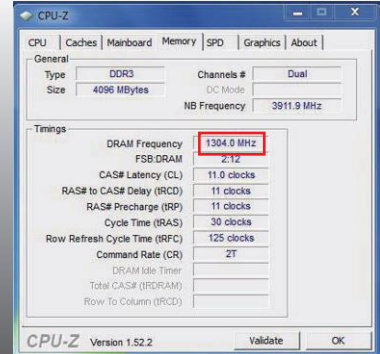 CPU-Z
CPU Caches Mainboard Memory SPD Graphics About
General
Type DDR3 Channels # Dual
Size 4096 MBytes DC Mode
NB Frequency 3911.9 MHz
Timings
DRAM Frequency 1304.0 MHz
FSB:DRAM 2:12
CAS# Latency (CL) 11.0 clocks
RAS# to CAS# Delay (tRCD) 11 clocks
RAS# Precharge (tRP) 11 clocks
Cycle Time (tRAS) 30 clocks
Row Refresh Cycle Time (tRFC) 125 clocks
Command Rate (CR) 2T
DRAM Idle Timer
Total CAS# (tRDRAM)
Row To Column (tRCD)
CPU-Z Version 1.52.2 Validate OK